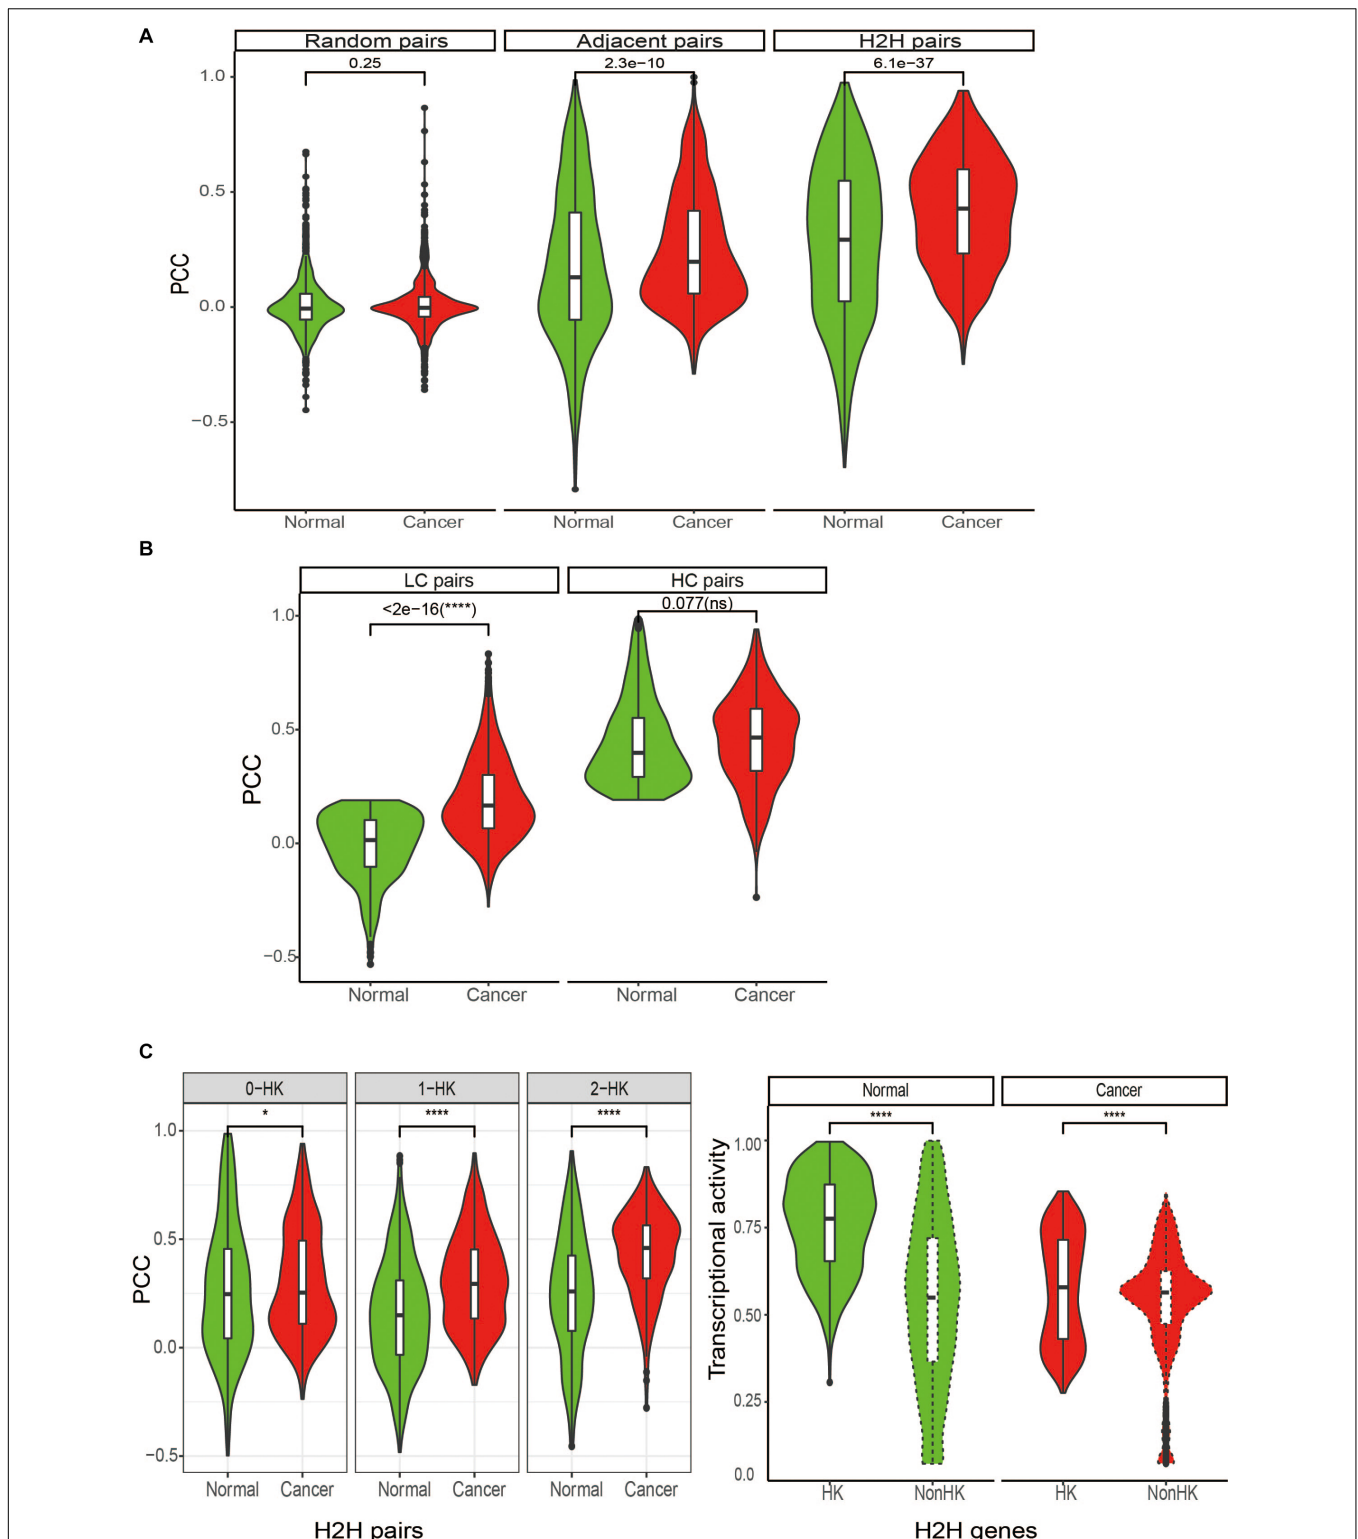 A
Random pairs Adjacent pairs H2H pairs
0.25 2.3e−10 6.1e−37
1.0
0.5
0.0
−0.5
PCC
Normal Cancer Normal Cancer Normal Cancer
B
LC pairs HC pairs
<2e−16(****) 0.077(ns)
1.0
0.5
0.0
−0.5
PCC
Normal Cancer Normal Cancer
C
0−HK 1−HK 2−HK
* **** ****
1.0
0.5
0.0
−0.5
PCC
Normal Cancer Normal Cancer Normal Cancer
H2H pairs
Normal Cancer
**** ****
1.00
0.75
0.50
0.25
0.0
Transcriptional activity
HK NonHK HK NonHK
H2H genes